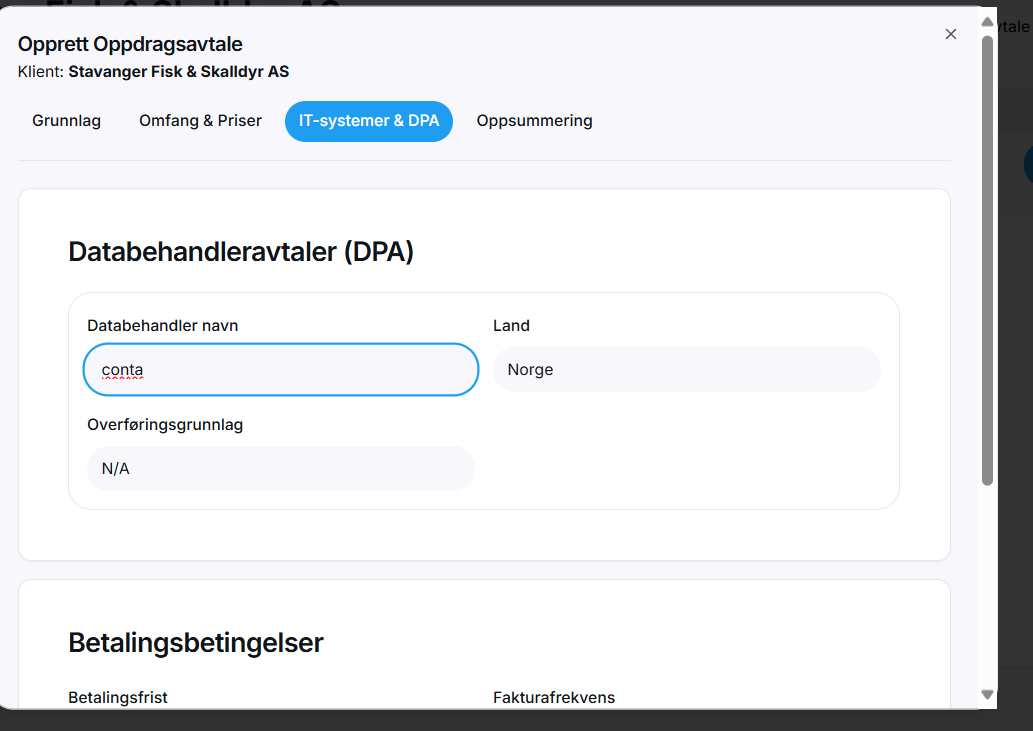 Opprett Oppdragsavtale
Klient: Stavanger Fisk & Skalldyr AS
Grunnlag
Omfang & Priser
IT-systemer & DPA
Oppsummering
Databehandleravtaler (DPA)
Databehandler navn
Land
conta
Norge
Overføringsgrunnlag
N/A
Betalingsbetingelser
Betalingsfrist
Fakturafrekvens